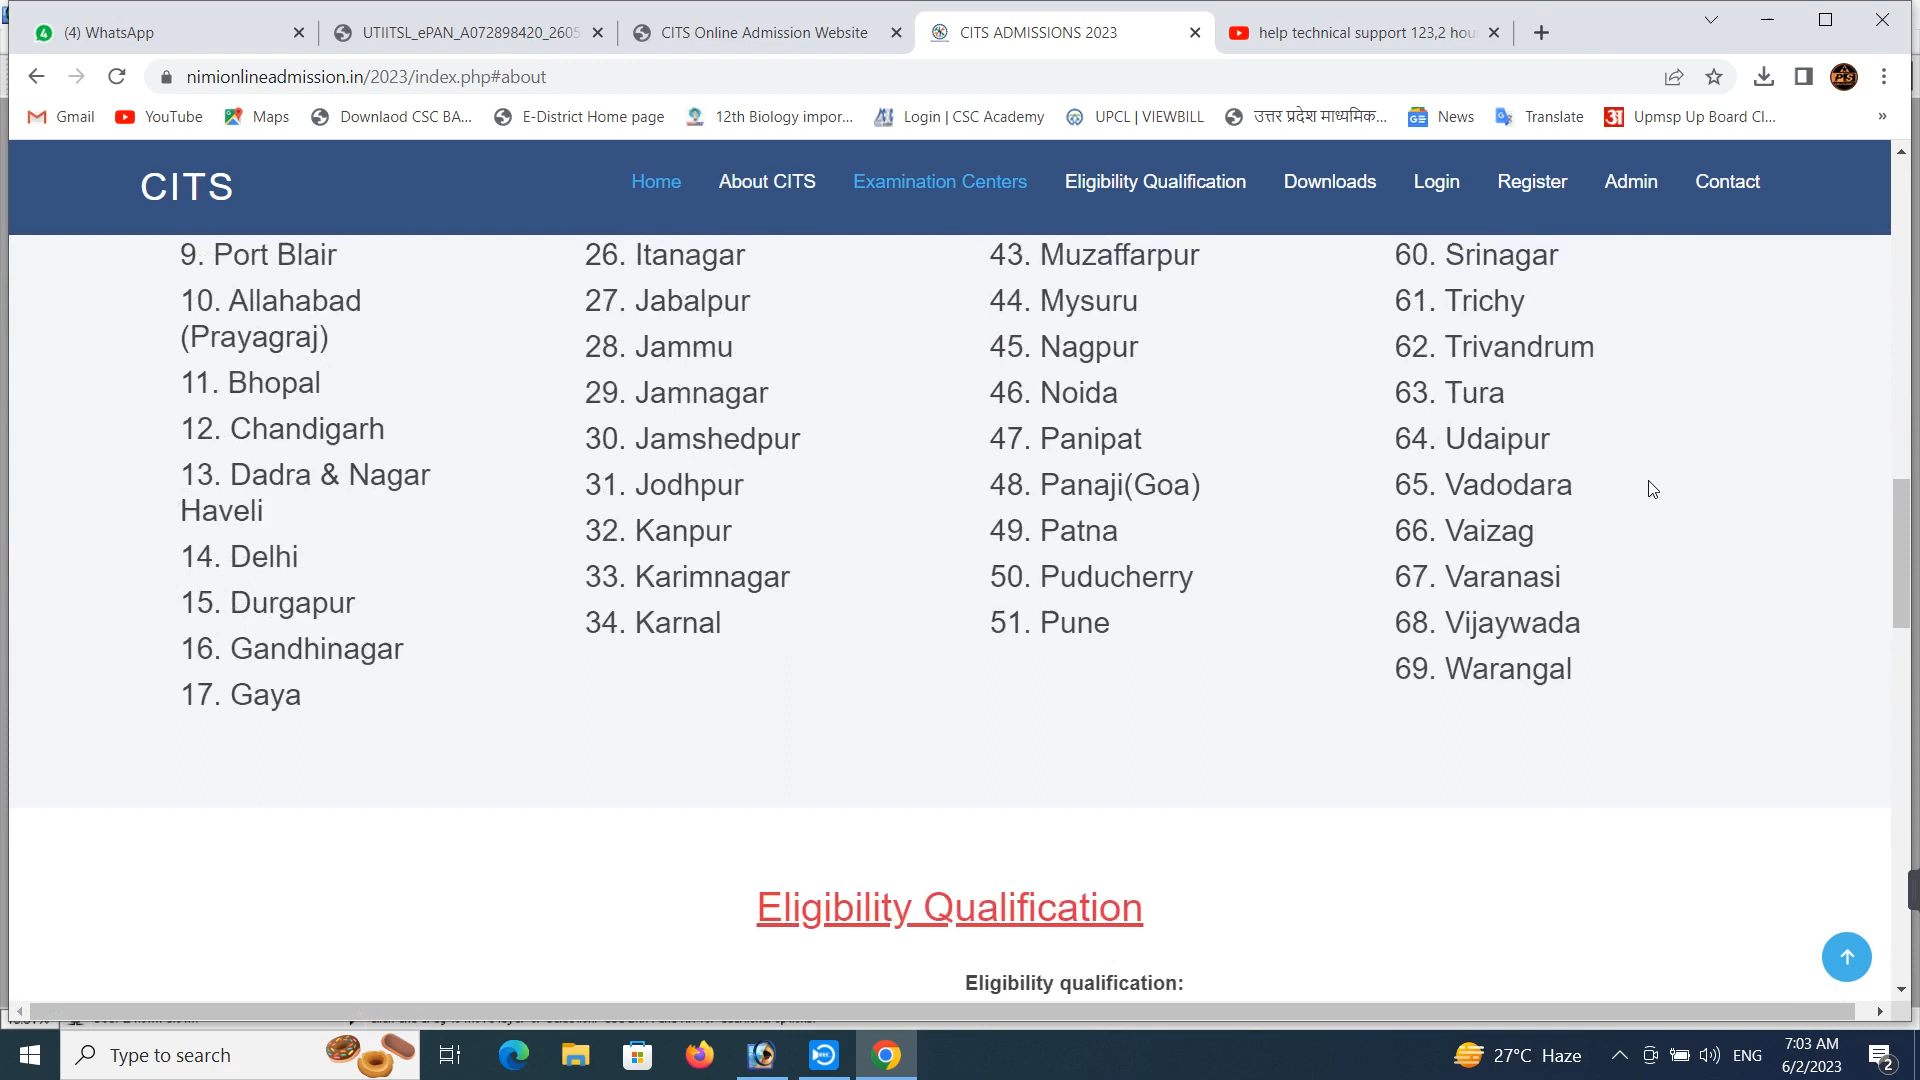 (4) WhatsApp
UTIITSL_ePAN_A072898420_2605
CITS Online Admission Website
CITS ADMISSIONS 2023
help technical support 123,2 hou
nimionlineadmission.in/2023/index.php#about
Gmail
YouTube
Maps
Downlaod CSC BA...
E-District Home page
12th Biology impor...
Login | CSC Academy
UPCL | VIEWBILL
उत्तर प्रदेश माध्यमिक...
News
Translate
Upmsp Up Board Cl...
»
CITS
Home
About CITS
Examination Centers
Eligibility Qualification
Downloads
Login
Register
Admin
Contact
9. Port Blair
10. Allahabad
(Prayagraj)
11. Bhopal
12. Chandigarh
13. Dadra & Nagar
Haveli
14. Delhi
15. Durgapur
16. Gandhinagar
17. Gaya
26. Itanagar
27. Jabalpur
28. Jammu
29. Jamnagar
30. Jamshedpur
31. Jodhpur
32. Kanpur
33. Karimnagar
34. Karnal
43. Muzaffarpur
44. Mysuru
45. Nagpur
46. Noida
47. Panipat
48. Panaji(Goa)
49. Patna
50. Puducherry
51. Pune
60. Srinagar
61. Trichy
62. Trivandrum
63. Tura
64. Udaipur
65. Vadodara
66. Vaizag
67. Varanasi
68. Vijaywada
69. Warangal
Eligibility Qualification
Eligibility qualification:
Type to search
27°C Haze
ENG
7:03 AM
6/2/2023
2